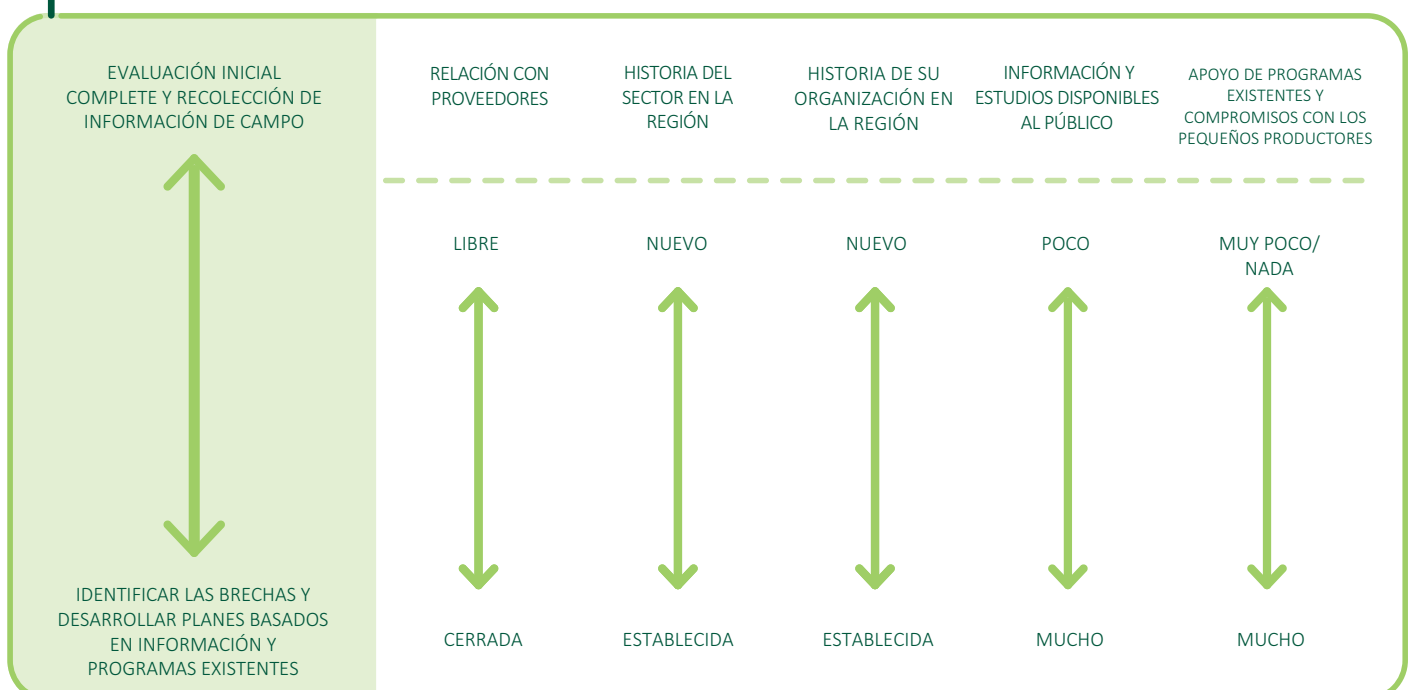 EVALUACIÓN INICIAL
COMPLETE Y RECOLECCIÓN DE
INFORMACIÓN DE CAMPO
IDENTIFICAR LAS BRECHAS Y
DESARROLLAR PLANES BASADOS
EN INFORMACIÓN Y
PROGRAMAS EXISTENTES
RELACIÓN CON
PROVEEDORES
LIBRE
CERRADA
HISTORIA DEL
SECTOR EN LA
REGIÓN
NUEVO
ESTABLECIDA
HISTORIA DE SU
ORGANIZACIÓN EN
LA REGIÓN
NUEVO
ESTABLECIDA
INFORMACIÓN Y
ESTUDIOS DISPONIBLES
AL PÚBLICO
POCO
MUCHO
APOYO DE PROGRAMAS
EXISTENTES Y
COMPROMISOS CON LOS
PEQUEÑOS PRODUCTORES
MUY POCO/
NADA
MUCHO